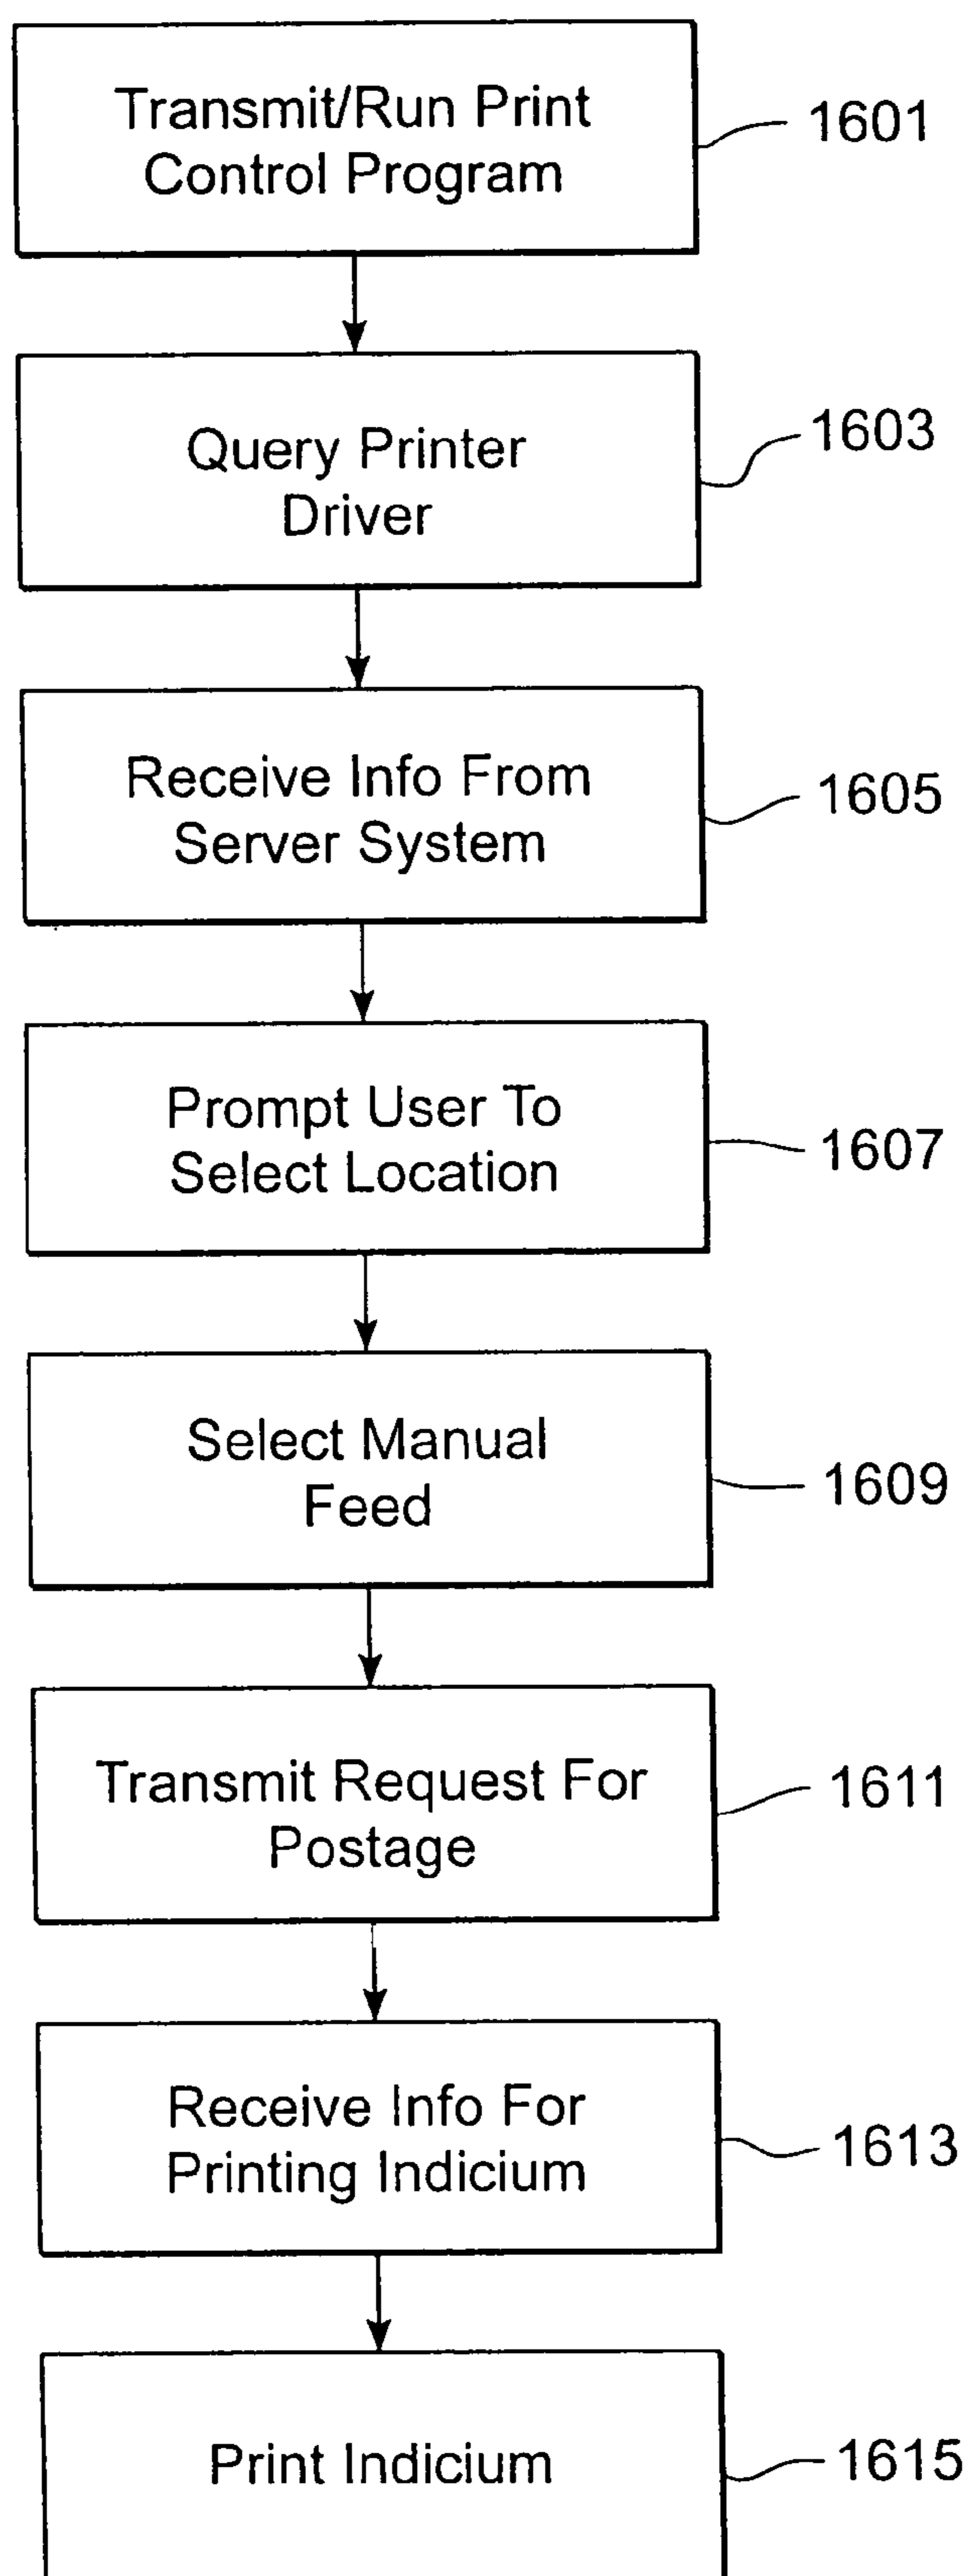 Transmit/Run Print
Control Program
1601
Query Printer
Driver
1603
Receive Info From
Server System
1605
Prompt User To
Select Location
1607
Select Manual
Feed
1609
Transmit Request For
Postage
1611
Receive Info For
Printing Indicium
1613
Print Indicium
1615